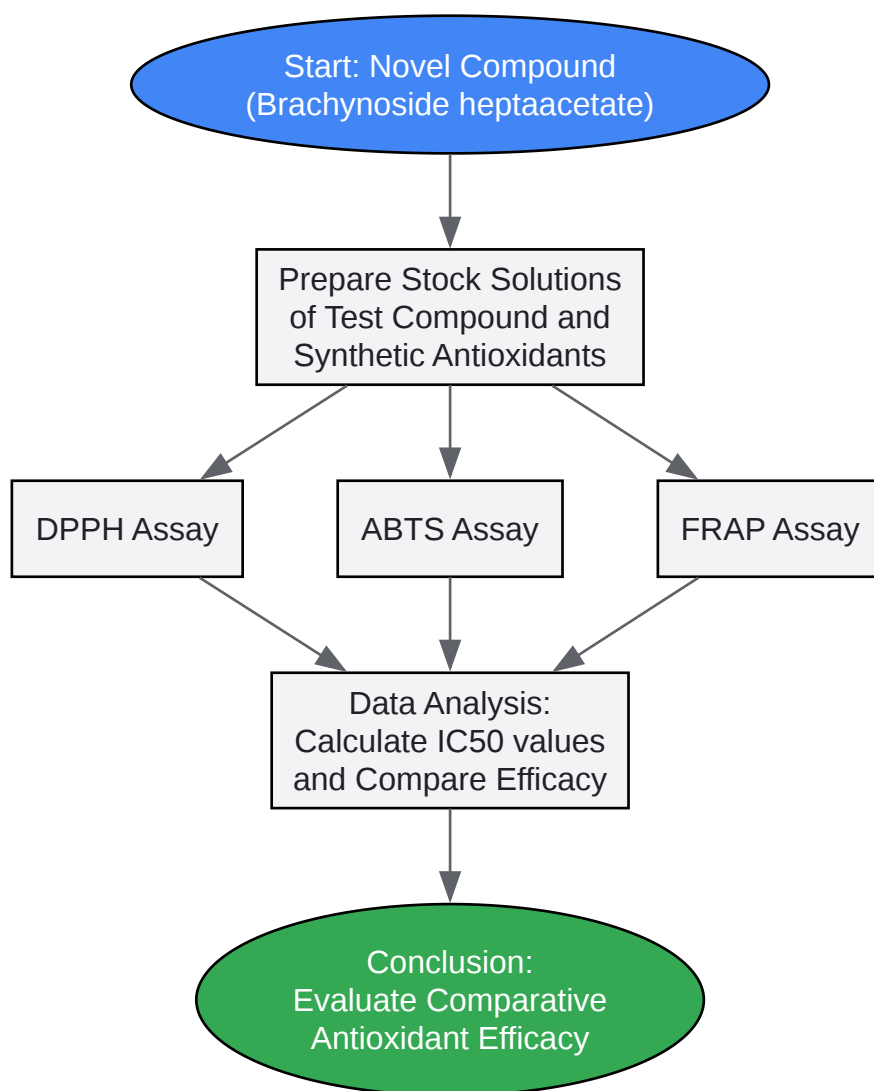 Start: Novel Compound
(Brachynoside heptaacetate)
Prepare Stock Solutions
of Test Compound and
Synthetic Antioxidants
DPPH Assay
ABTS Assay
FRAP Assay
Data Analysis:
Calculate IC50 values
and Compare Efficacy
Conclusion:
Evaluate Comparative
Antioxidant Efficacy